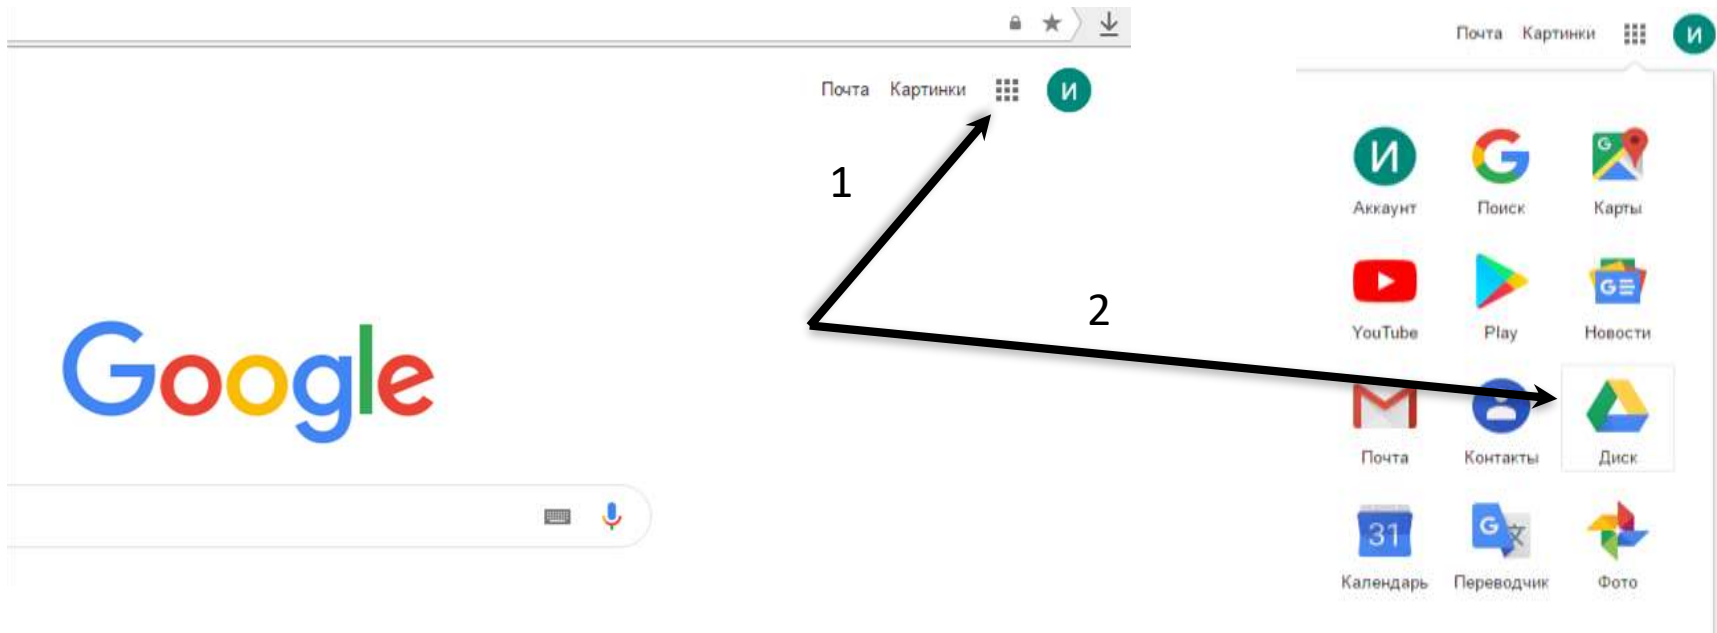 Почта Картинки И
1
Google
Почта Картинки И
И
Аккаунт Поиск Карты
YouTube Play Новости
2
Почта Контакты Диск
31
Календарь Переводчик Фото